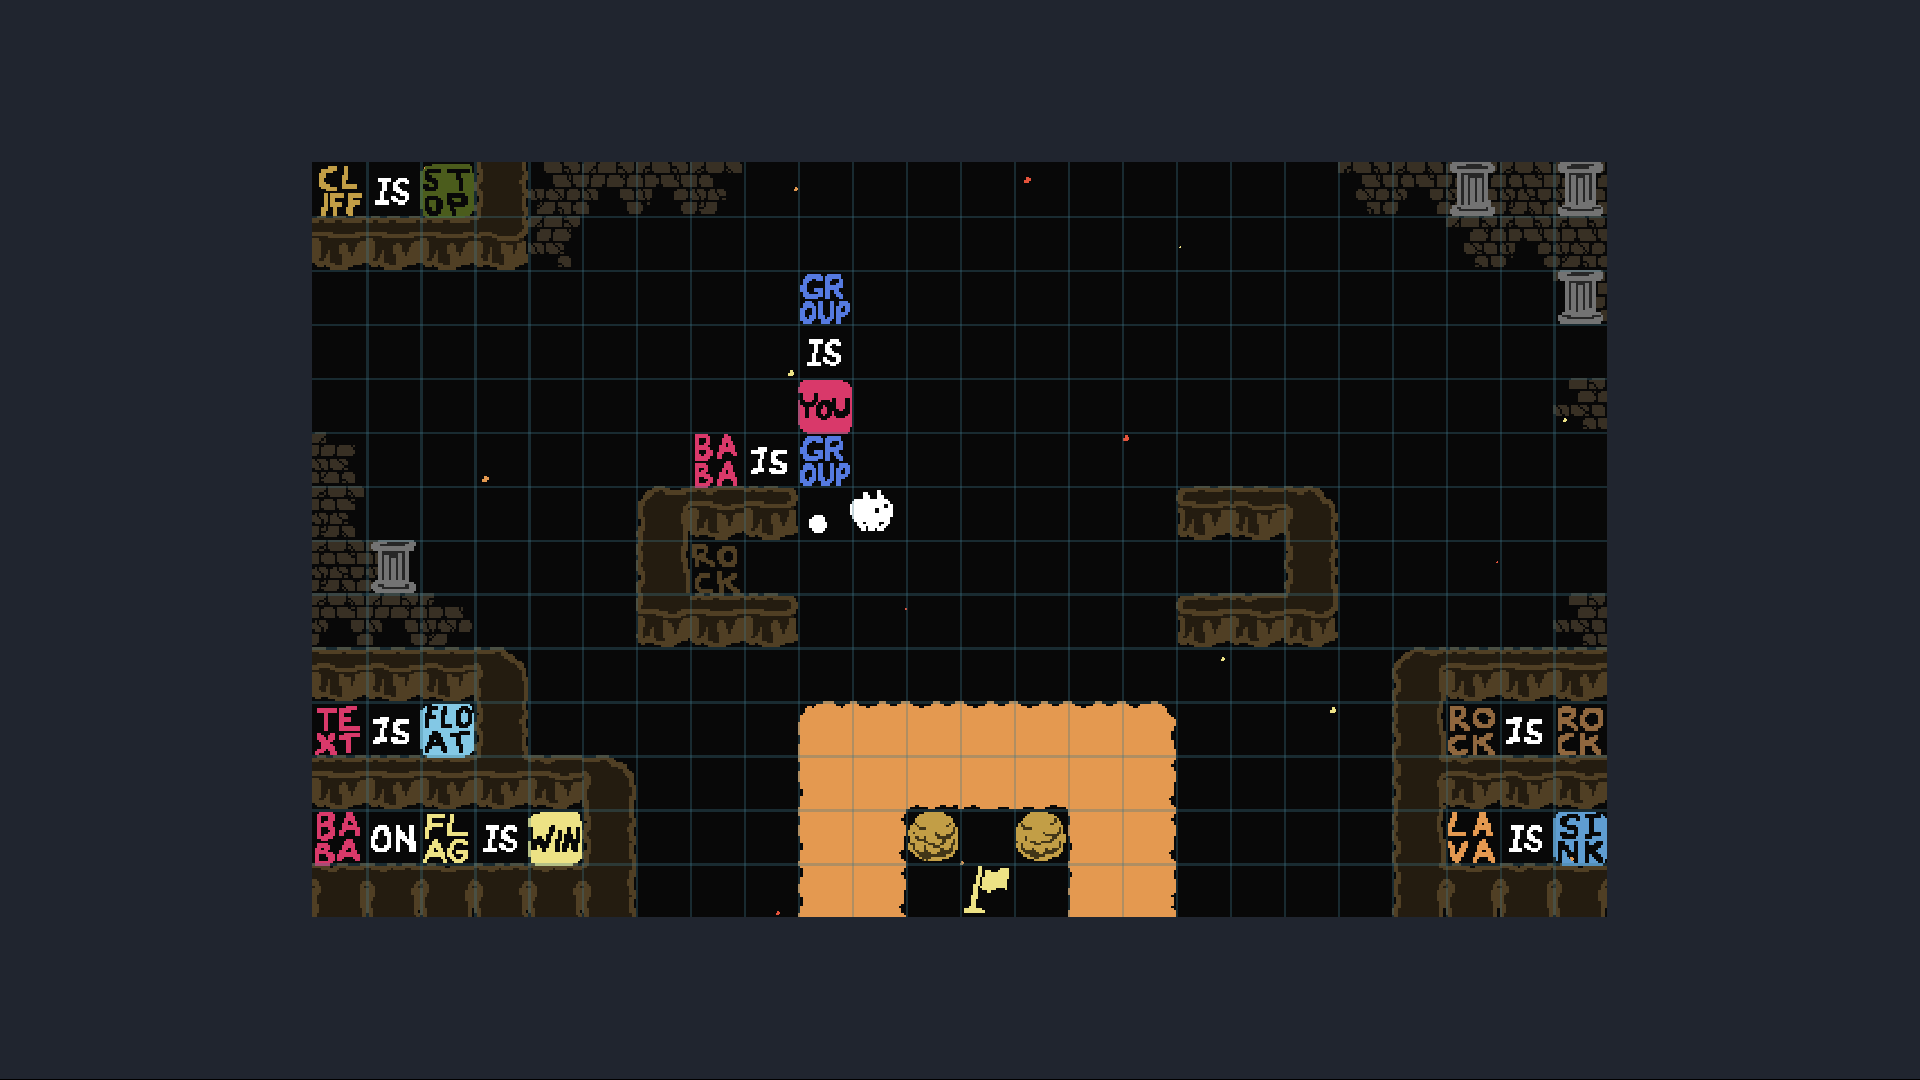 CLIFF IS STOP
GROUP
IS
YOU
BABA IS GROUP
ROCK
TEXT IS FLOAT
ROCK IS ROCK
BABA ON FLAG IS WIN
LAVA IS SINK